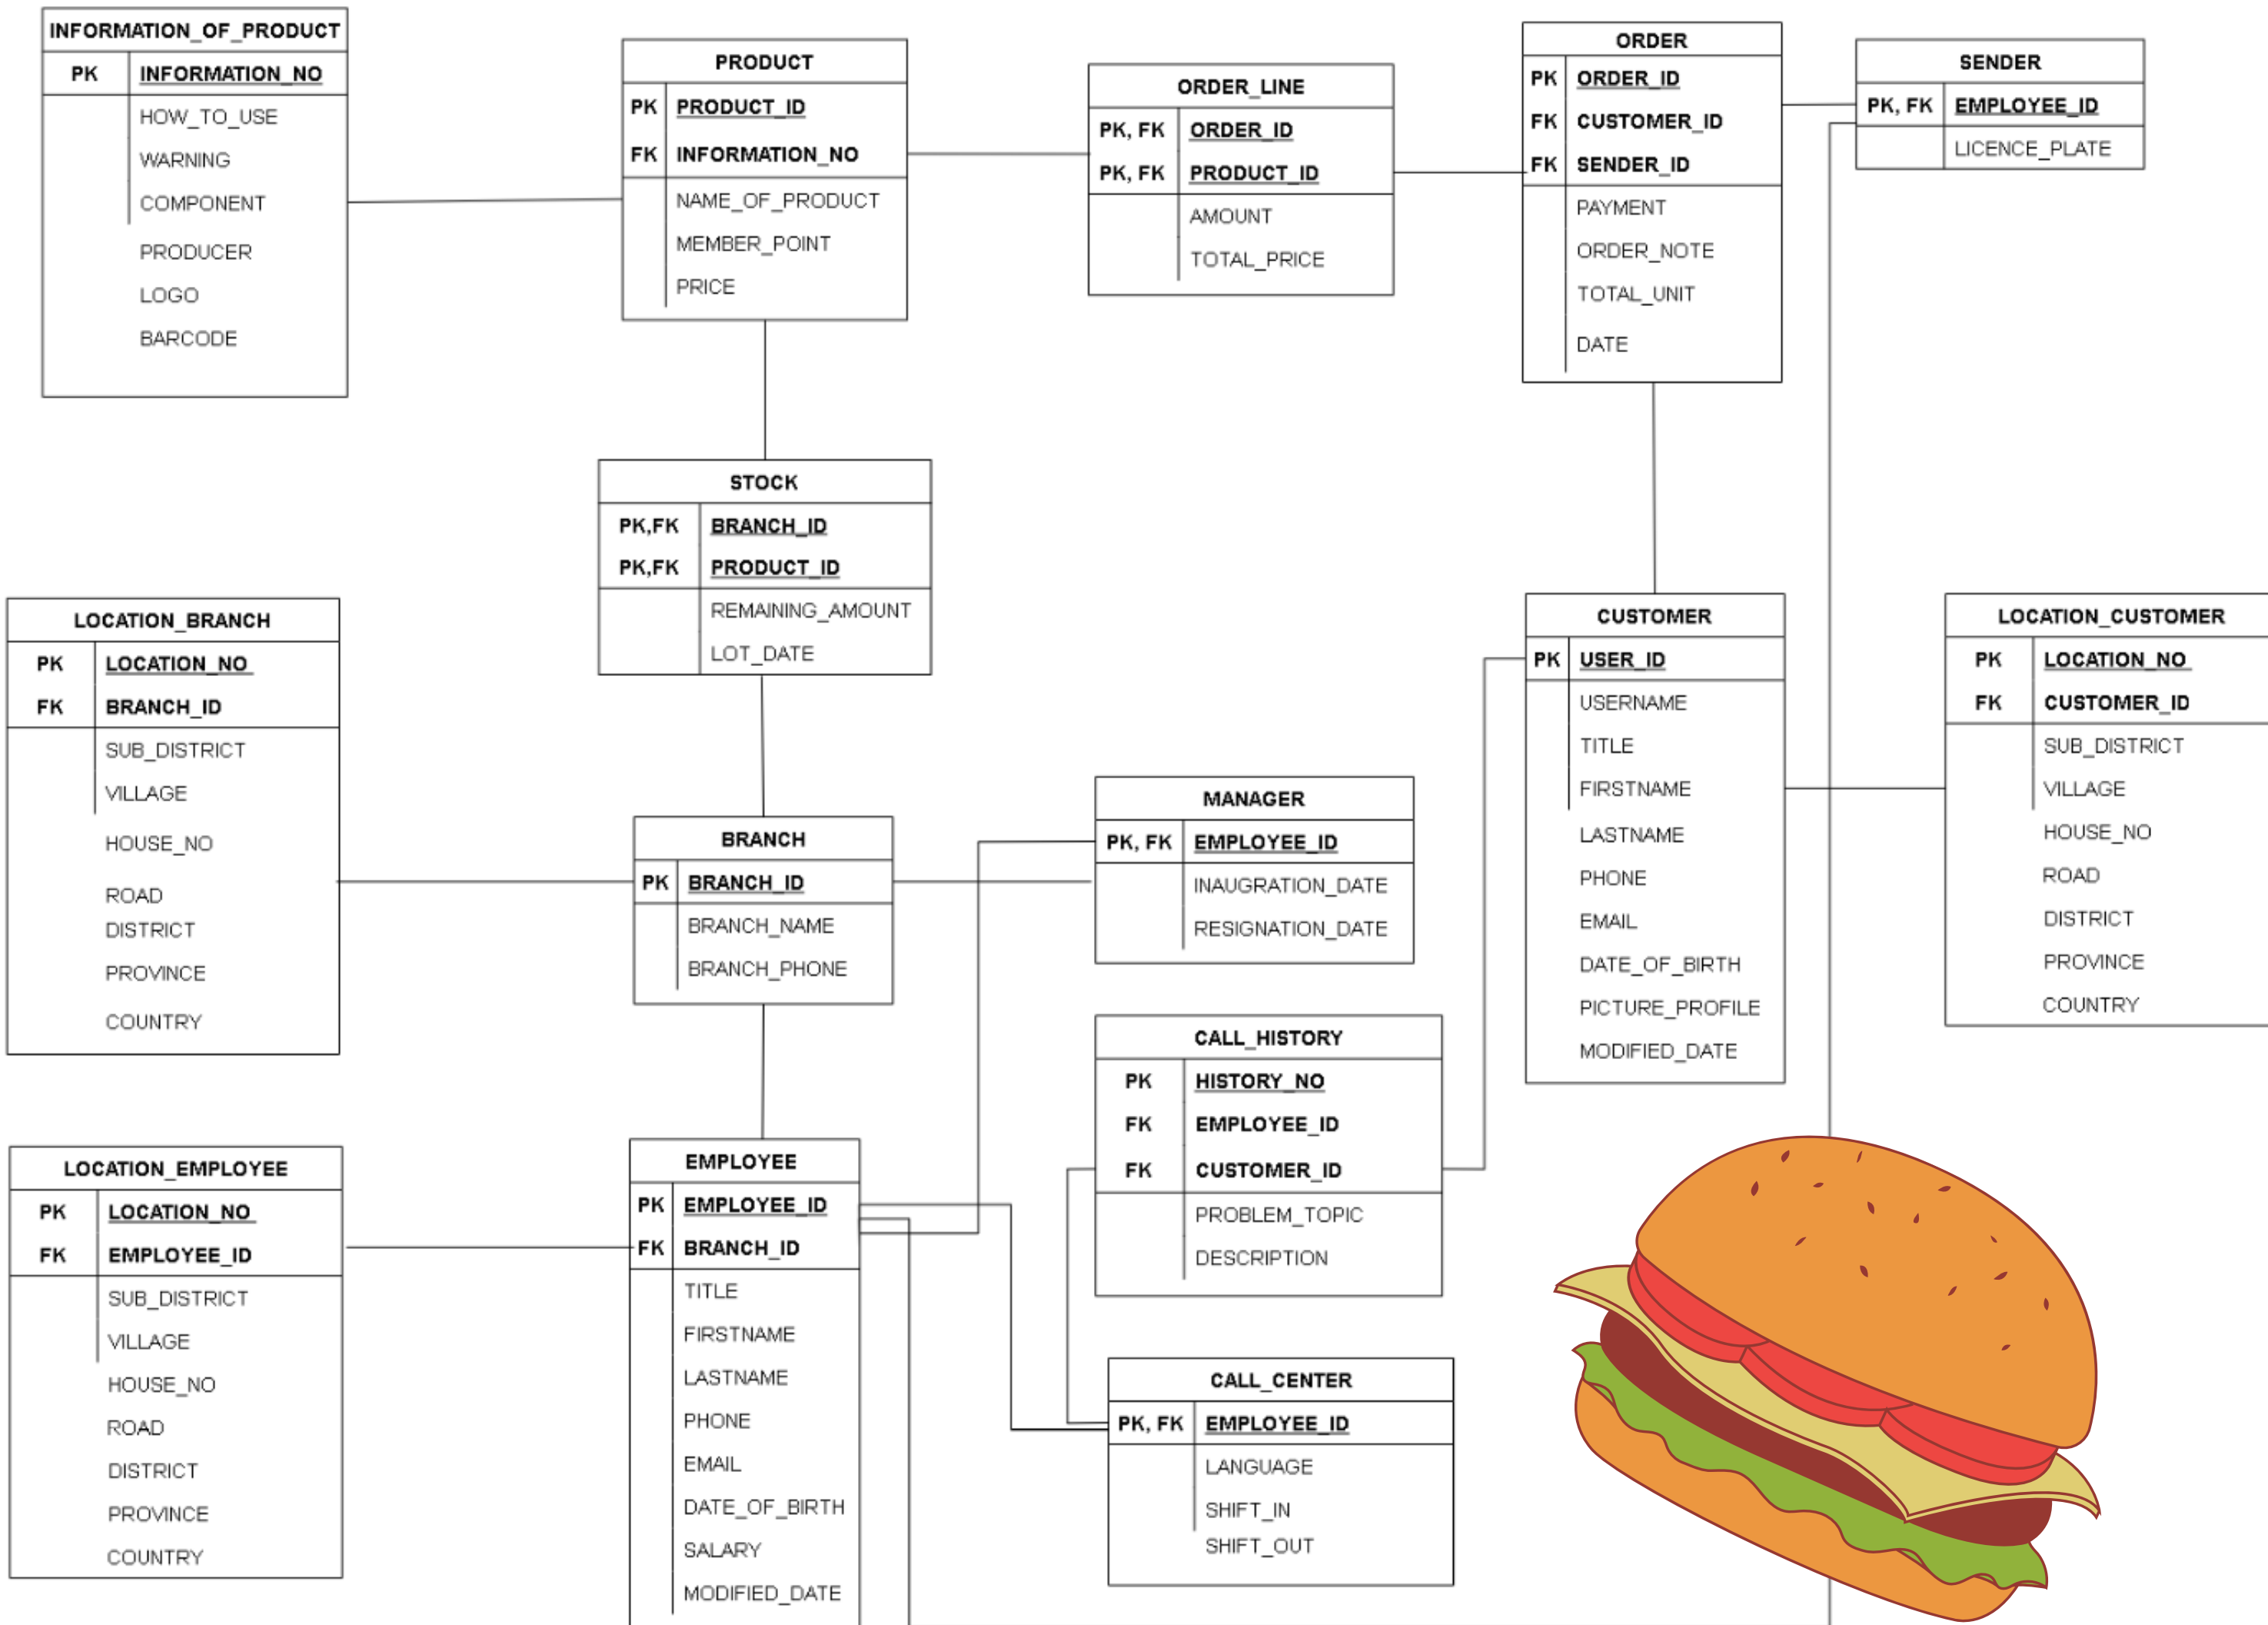 INFORMATION_OF_PRODUCT
PK INFORMATION_NO
HOW_TO_USE
WARNING
COMPONENT
PRODUCER
LOGO
BARCODE
PRODUCT
PK PRODUCT_ID
FK INFORMATION_NO
NAME_OF_PRODUCT
MEMBER_POINT
PRICE
ORDER_LINE
PK, FK ORDER_ID
PK, FK PRODUCT_ID
AMOUNT
TOTAL_PRICE
ORDER
PK ORDER_ID
FK CUSTOMER_ID
FK SENDER_ID
PAYMENT
ORDER_NOTE
TOTAL_UNIT
DATE
SENDER
PK, FK EMPLOYEE_ID
LICENCE_PLATE
STOCK
PK,FK BRANCH_ID
PK,FK PRODUCT_ID
REMAINING_AMOUNT
LOT_DATE
LOCATION_BRANCH
PK LOCATION_NO
FK BRANCH_ID
SUB_DISTRICT
VILLAGE
HOUSE_NO
ROAD
DISTRICT
PROVINCE
COUNTRY
BRANCH
PK BRANCH_ID
BRANCH_NAME
BRANCH_PHONE
MANAGER
PK, FK EMPLOYEE_ID
INAUGRATION_DATE
RESIGNATION_DATE
CUSTOMER
PK USER_ID
USERNAME
TITLE
FIRSTNAME
LASTNAME
PHONE
EMAIL
DATE_OF_BIRTH
PICTURE_PROFILE
MODIFIED_DATE
LOCATION_CUSTOMER
PK LOCATION_NO
FK CUSTOMER_ID
SUB_DISTRICT
VILLAGE
HOUSE_NO
ROAD
DISTRICT
PROVINCE
COUNTRY
CALL_HISTORY
PK HISTORY_NO
FK EMPLOYEE_ID
FK CUSTOMER_ID
PROBLEM_TOPIC
DESCRIPTION
LOCATION_EMPLOYEE
PK LOCATION_NO
FK EMPLOYEE_ID
SUB_DISTRICT
VILLAGE
HOUSE_NO
ROAD
DISTRICT
PROVINCE
COUNTRY
EMPLOYEE
PK EMPLOYEE_ID
FK BRANCH_ID
TITLE
FIRSTNAME
LASTNAME
PHONE
EMAIL
DATE_OF_BIRTH
SALARY
MODIFIED_DATE
CALL_CENTER
PK, FK EMPLOYEE_ID
LANGUAGE
SHIFT_IN
SHIFT_OUT